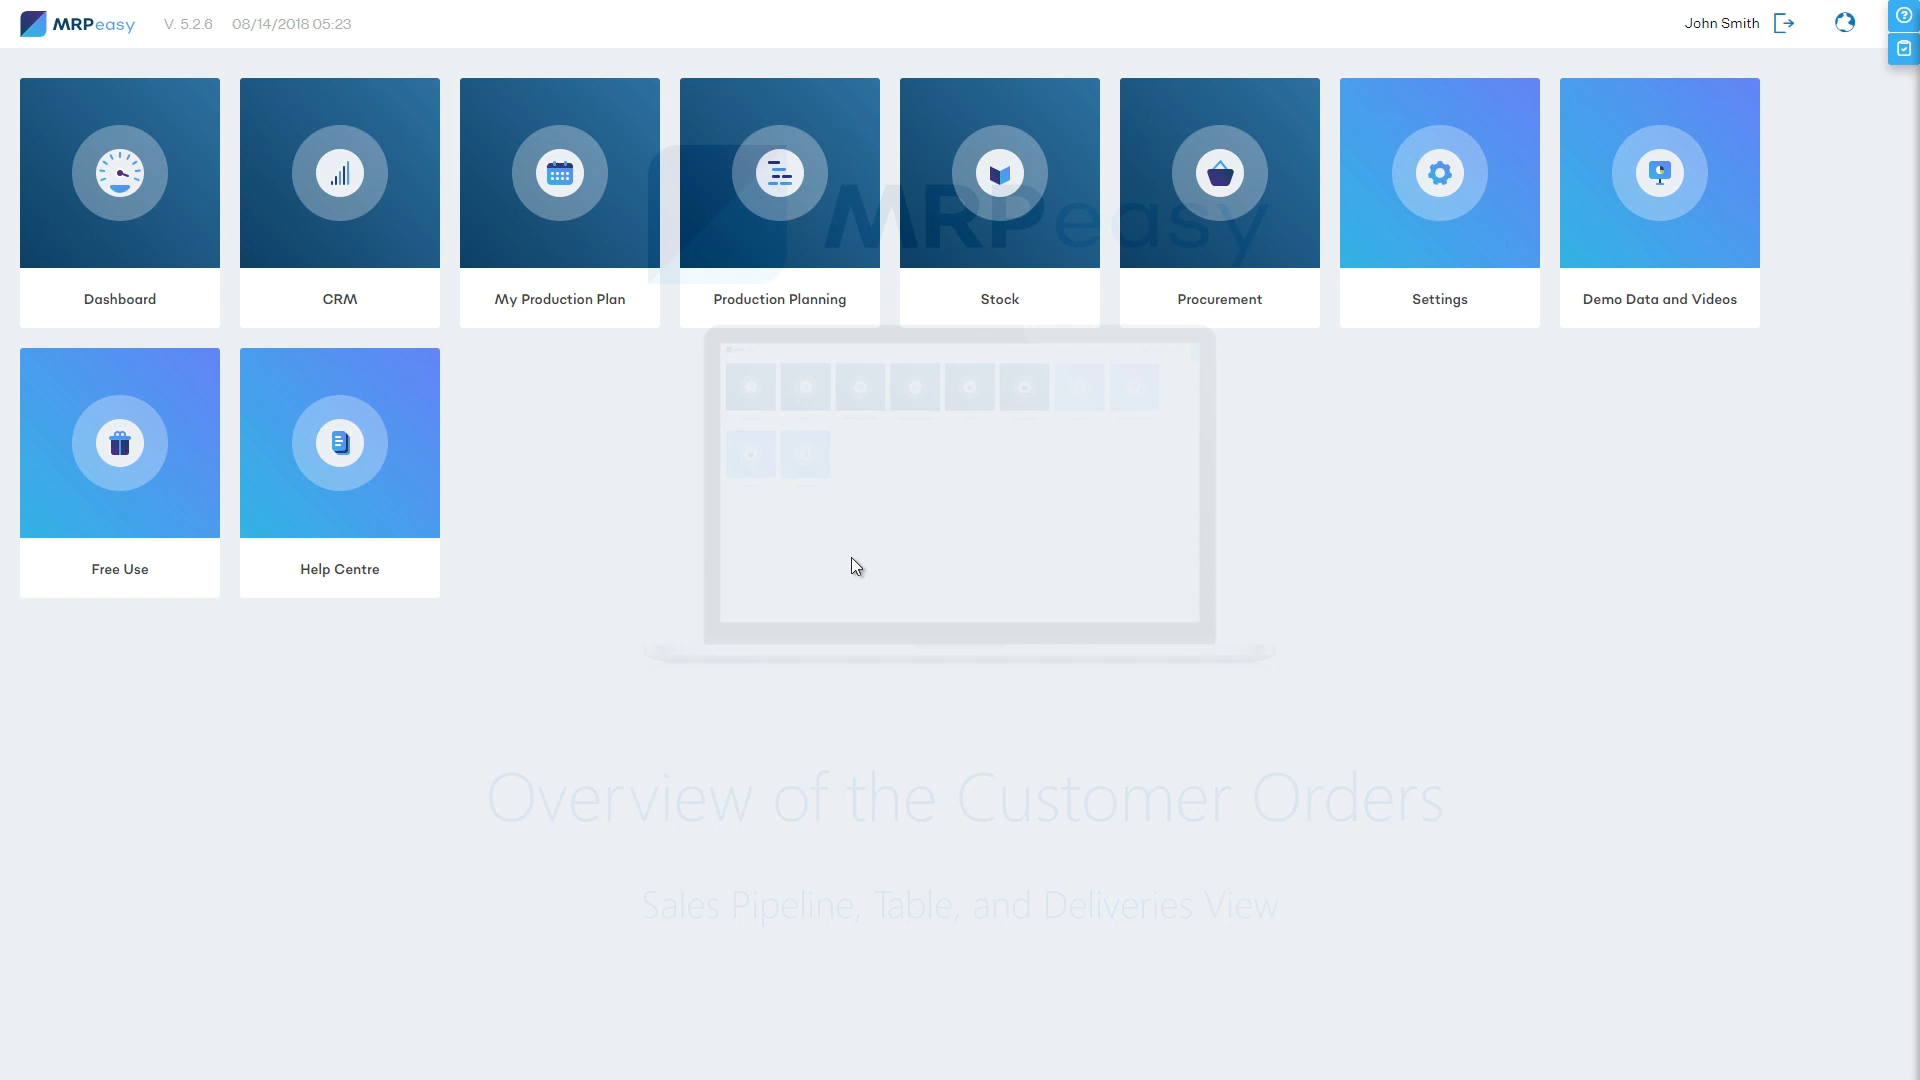 MRPeasy V. 5.2.6 08/14/2018 05:23 John Smith
MRPeasy
Dashboard CRM My Production Plan Production Planning Stock Procurement Settings Demo Data and Videos
Free Use Help Centre
Overview of the Customer Orders
Sales Pipeline, Table, and Deliveries View